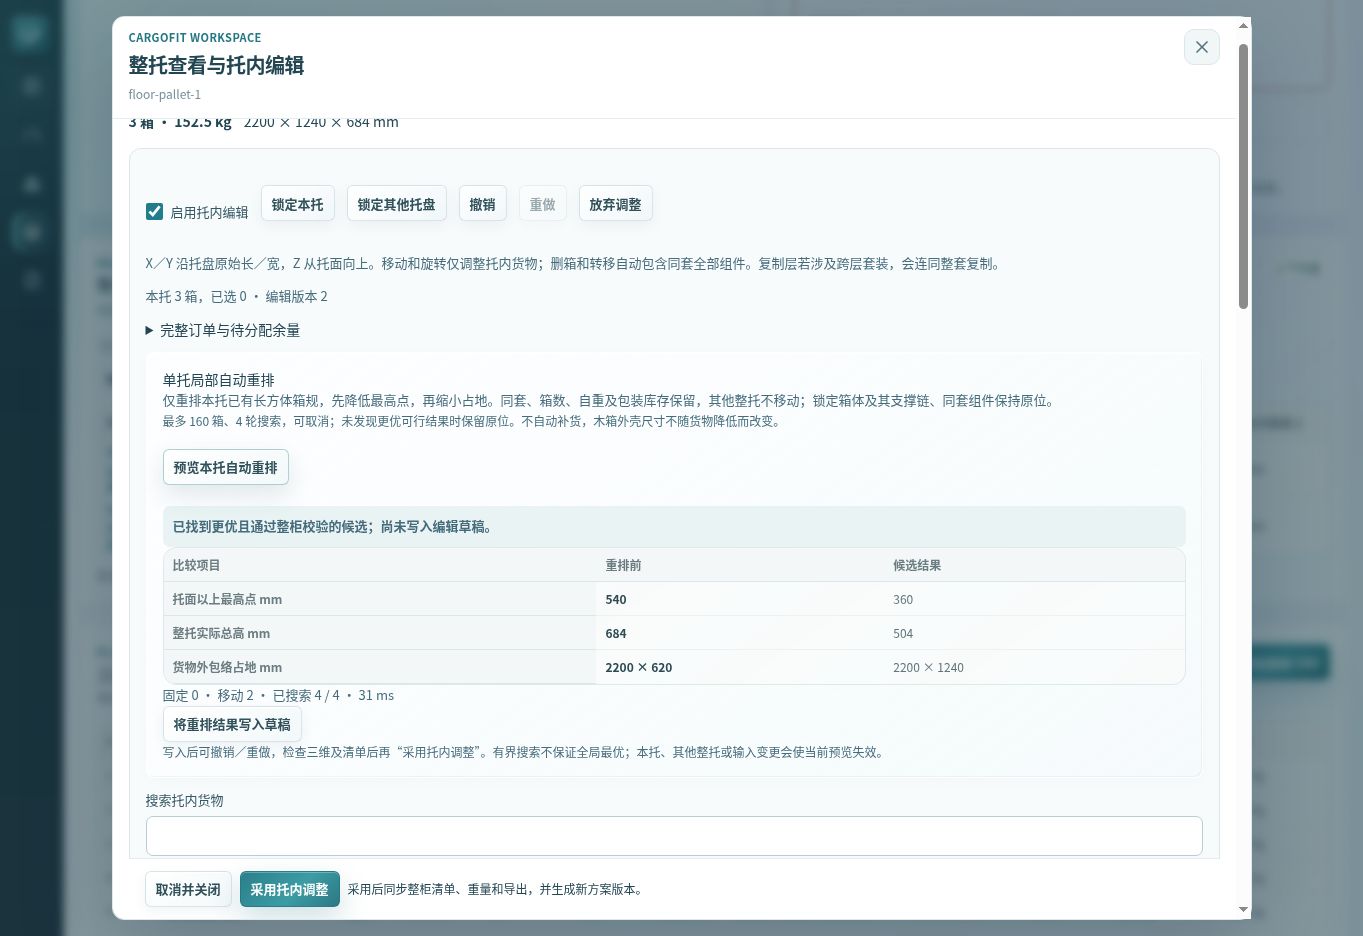 CARGOFIT WORKSPACE
整托查看与托内编辑
floor-pallet-1
3 箱 · 152.5 kg 2200 × 1240 × 684 mm
启用托内编辑 锁定本托 锁定其他托盘 撤销 重做 放弃调整
X／Y 沿托盘原始长／宽，Z 从托面向上。移动和旋转仅调整托内货物；删箱和转移自动包含同套全部组件。复制层若涉及跨层套装，会连同整套复制。
本托 3 箱，已选 0 · 编辑版本 2
完整订单与待分配余量
单托局部自动重排
仅重排本托已有长方体箱规，先降低最高点，再缩小占地。同套、箱数、自重及包装库存保留，其他整托不移动；锁定箱体及其支撑链、同套组件保持原位。
最多 160 箱、4 轮搜索，可取消；未发现更优可行结果时保留原位。不自动补货，木箱外壳尺寸不随货物降低而改变。
预览本托自动重排
已找到更优且通过整柜校验的候选；尚未写入编辑草稿。
比较项目 重排前 候选结果
托面以上最高点 mm 540 360
整托实际总高 mm 684 504
货物外包络占地 mm 2200 × 620 2200 × 1240
固定 0 · 移动 2 · 已搜索 4 / 4 · 31 ms
将重排结果写入草稿
写入后可撤销／重做，检查三维及清单后再“采用托内调整”。有界搜索不保证全局最优；本托、其他整托或输入变更会使当前预览失效。
搜索托内货物
取消并关闭 采用托内调整 采用后同步整柜清单、重量和导出，并生成新方案版本。